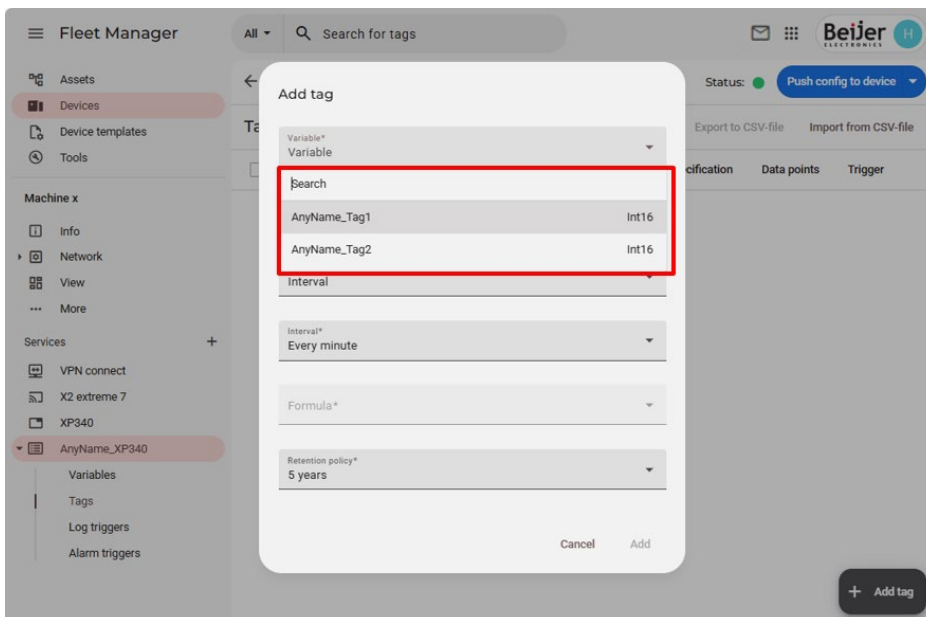 Fleet Manager
All
Search for tags
Beijer
ELECTRONICS
H
Assets
Devices
Device templates
Tools
Machine x
Info
Network
View
More
Services
VPN connect
X2 extreme 7
XP340
AnyName_XP340
Variables
Tags
Log triggers
Alarm triggers
Status:
Push config to device
Export to CSV-file Import from CSV-file
Data points Trigger
Add tag
Variable*
Variable
Search
AnyName_Tag1 Int16
AnyName_Tag2 Int16
Interval
Interval*
Every minute
Formula*
Retention policy*
5 years
Cancel Add
+ Add tag